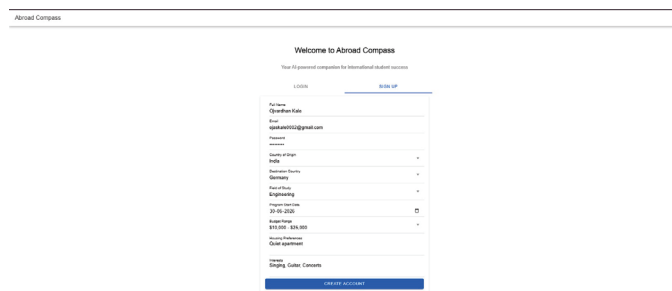 Abroad Compass
Welcome to Abroad Compass
Your AI-powered companion for international student success
LOGIN SIGN UP
Full Name
Ojvardhan Kale
Email
ojaskale0002@gmail.com
Password
Country of Origin
India
Destination Country
Germany
Field of Study
Engineering
Program Start Date
30-06-2026
Budget Range
$10,000 - $25,000
Housing Preferences
Quiet apartment
Interests
Singing, Guitar, Concerts
CREATE ACCOUNT